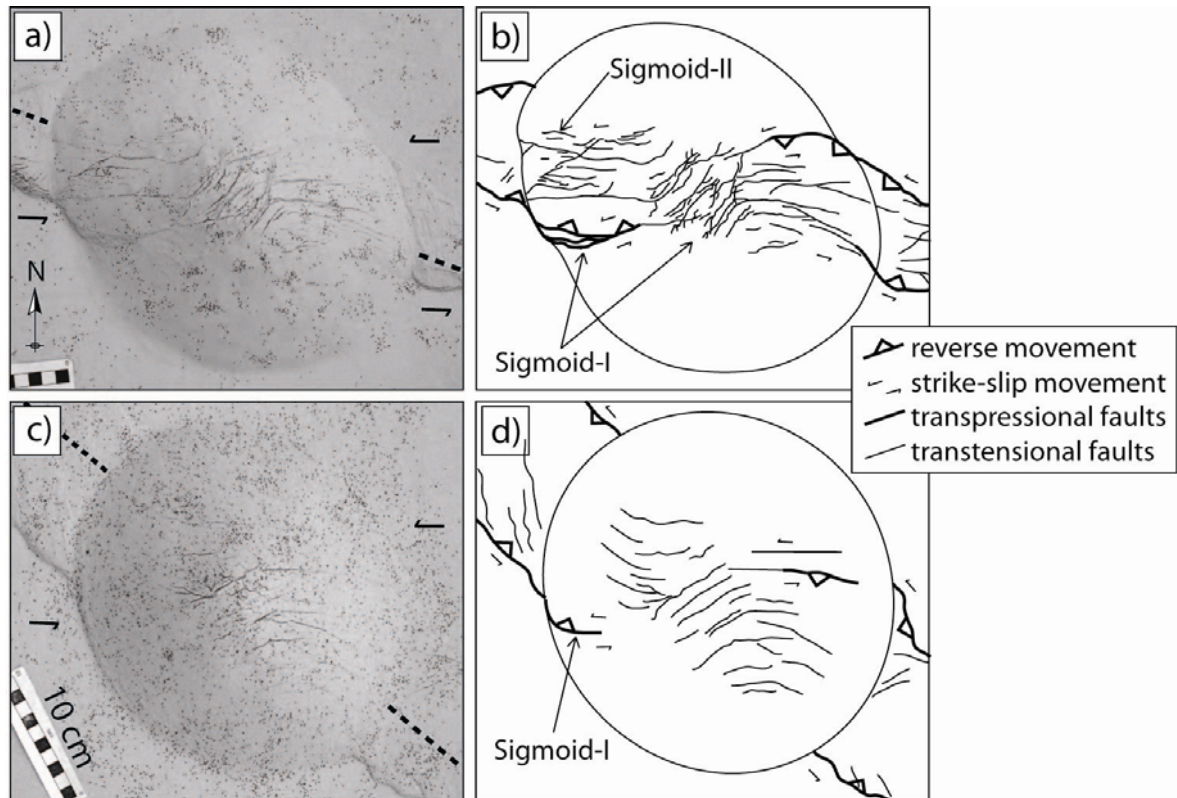 a)
N
b)
Sigmoid-II
Sigmoid-I
reverse movement
strike-slip movement
transpressional faults
transtensional faults
c)
10 cm
d)
Sigmoid-I